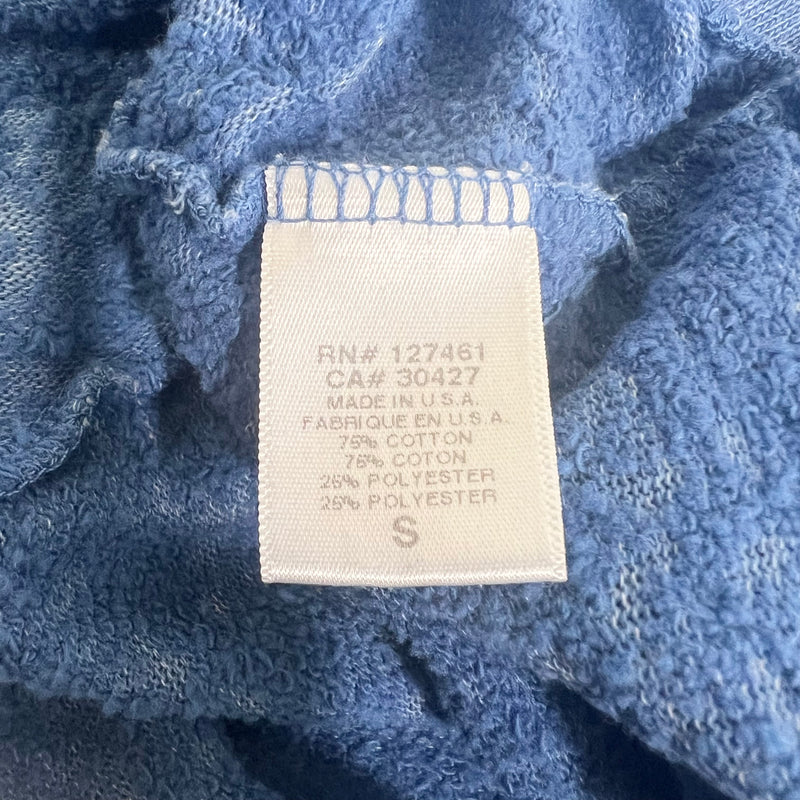 RN# 127461
CA# 30427
MADE IN U.S.A.
FABRIQUE EN U.S.A.
75% COTTON
75% COTON
25% POLYESTER
25% POLYESTER
S